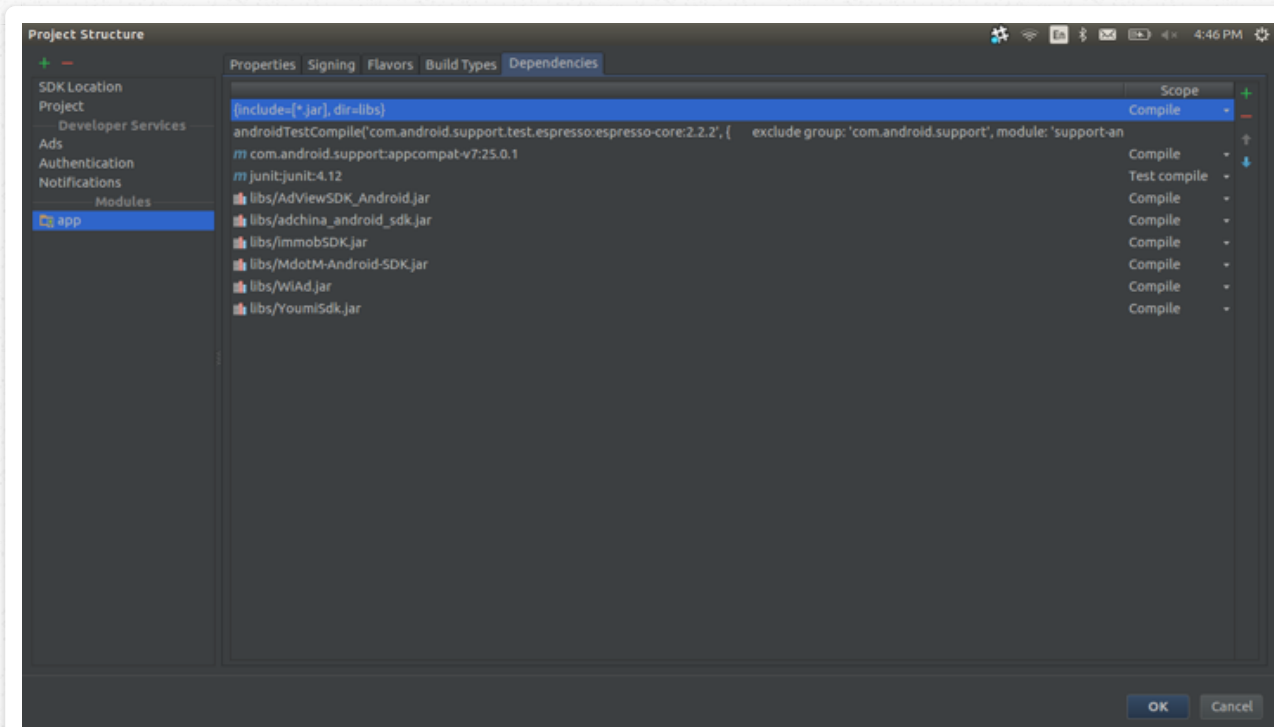 Project Structure
En
4:46 PM
Properties Signing Flavors Build Types Dependencies
SDK Location
Project
Developer Services
Ads
Authentication
Notifications
Modules
app
Scope
{include=[*.jar], dir=libs} Compile
androidTestCompile('com.android.support.test.espresso:espresso-core:2.2.2', { exclude group: 'com.android.support', module: 'support-an
m com.android.support:appcompat-v7:25.0.1 Compile
m junit:junit:4.12 Test compile
libs/AdViewSDK_Android.jar Compile
libs/adchina_android_sdk.jar Compile
libs/immobSDK.jar Compile
libs/MdotM-Android-SDK.jar Compile
libs/WiAd.jar Compile
libs/YoumiSdk.jar Compile
OK Cancel